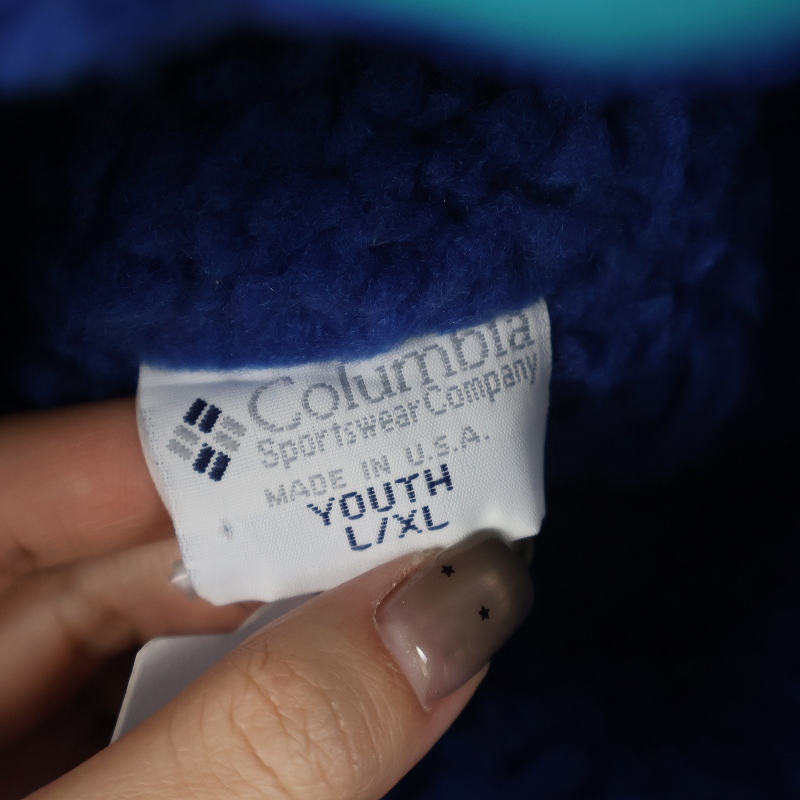 Columbia
Sportswear Company
MADE IN U.S.A.
YOUTH
L/XL